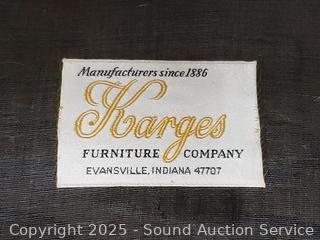 Manufacturers since 1886
Karges
FURNITURE COMPANY
EVANSVILLE, INDIANA 47707
Copyright 2025 - Sound Auction Service